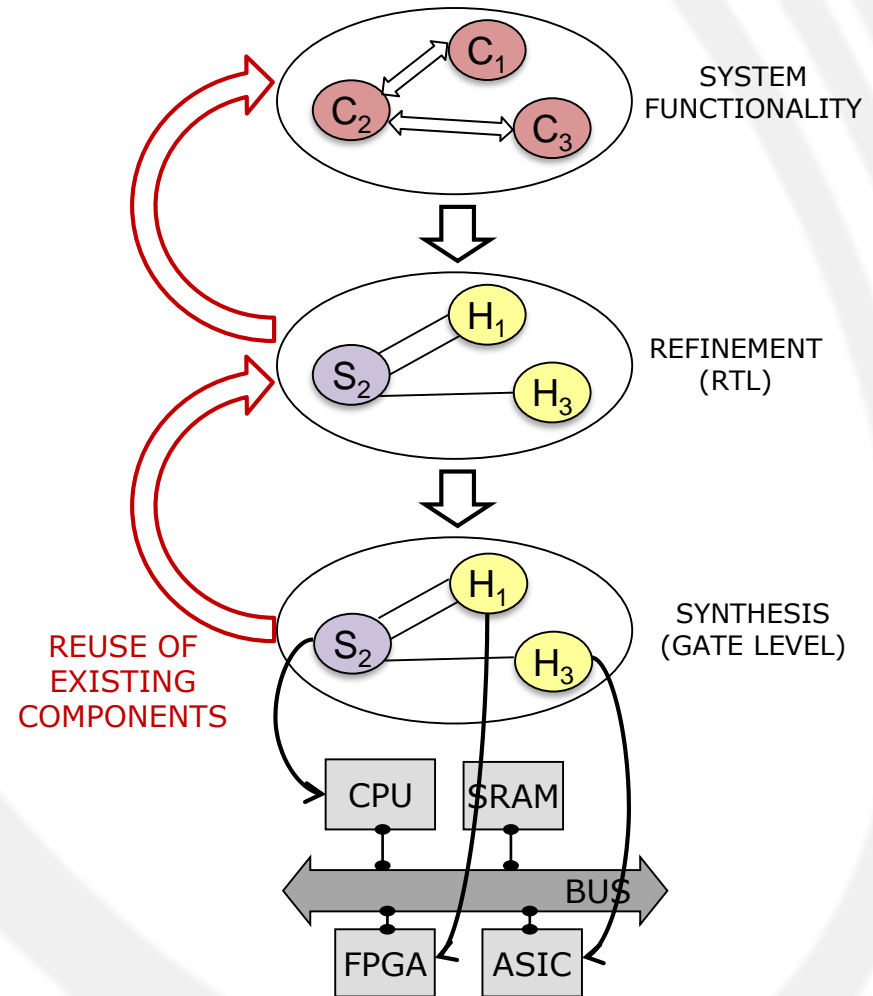 C1
C2
C3
SYSTEM
FUNCTIONALITY
H1
S2
H3
REFINEMENT
(RTL)
H1
S2
H3
SYNTHESIS
(GATE LEVEL)
REUSE OF
EXISTING
COMPONENTS
CPU
SRAM
BUS
FPGA
ASIC